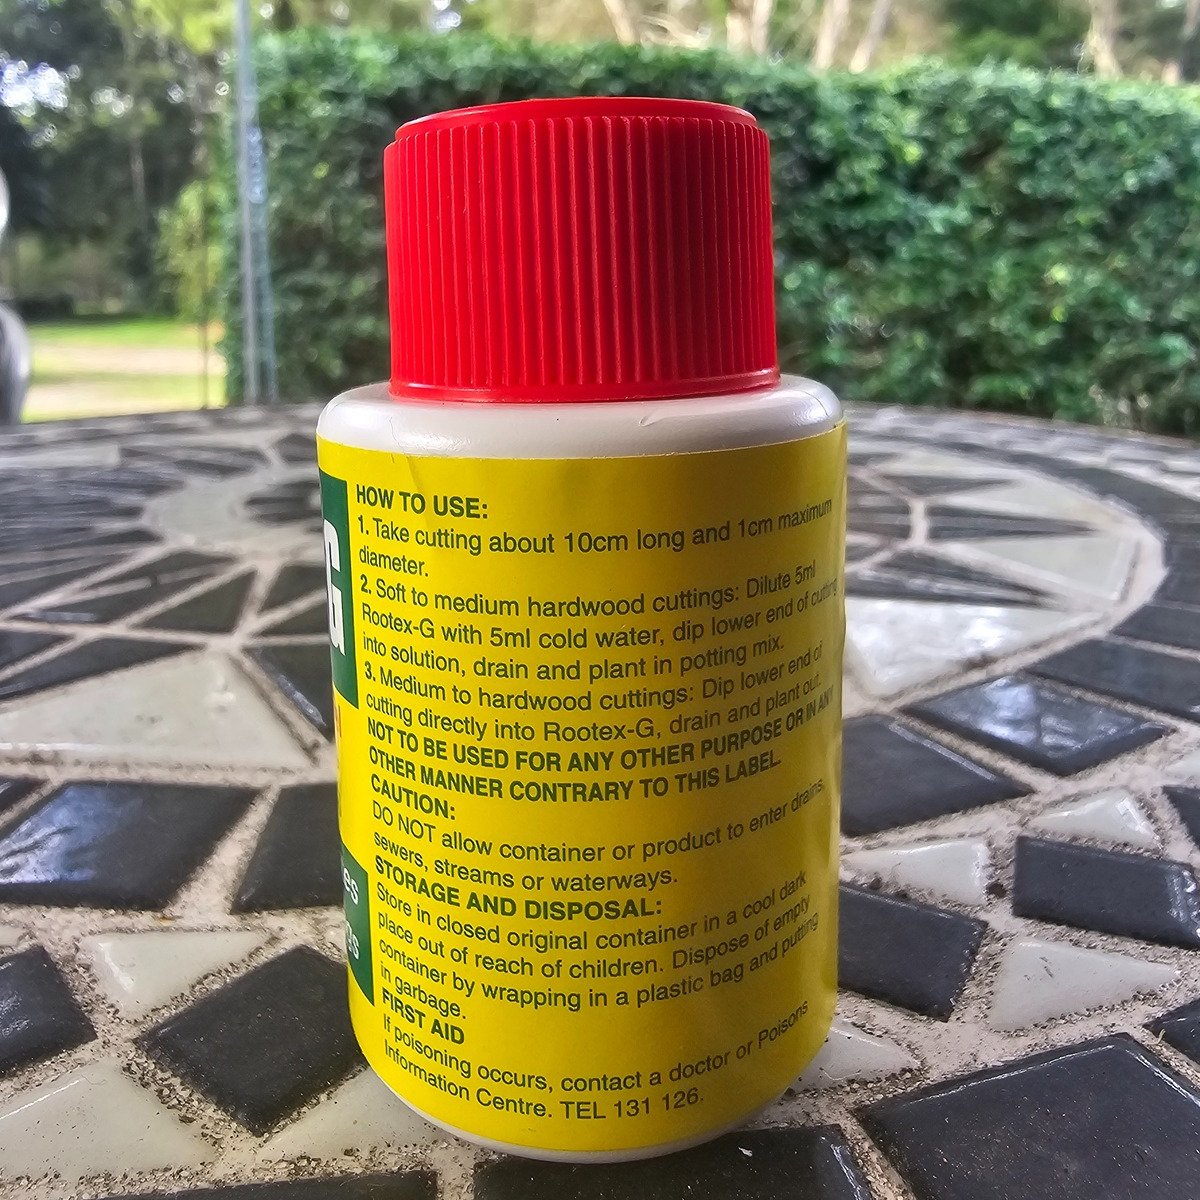 HOW TO USE:
1. Take cutting about 10cm long and 1cm maximum
diameter.
2. Soft to medium hardwood cuttings: Dilute 5ml
Rootex-G with 5ml cold water, dip lower end of cutting
into solution, drain and plant in potting mix.
3. Medium to hardwood cuttings: Dip lower end of
cutting directly into Rootex-G, drain and plant out.
NOT TO BE USED FOR ANY OTHER PURPOSE OR IN ANY
OTHER MANNER CONTRARY TO THIS LABEL.
CAUTION:
DO NOT allow container or product to enter drains,
sewers, streams or waterways.
STORAGE AND DISPOSAL:
Store in closed original container in a cool dark
place out of reach of children. Dispose of empty
container by wrapping in a plastic bag and putting
in garbage.
FIRST AID
If poisoning occurs, contact a doctor or Poisons
Information Centre. TEL 131 126.
G
es